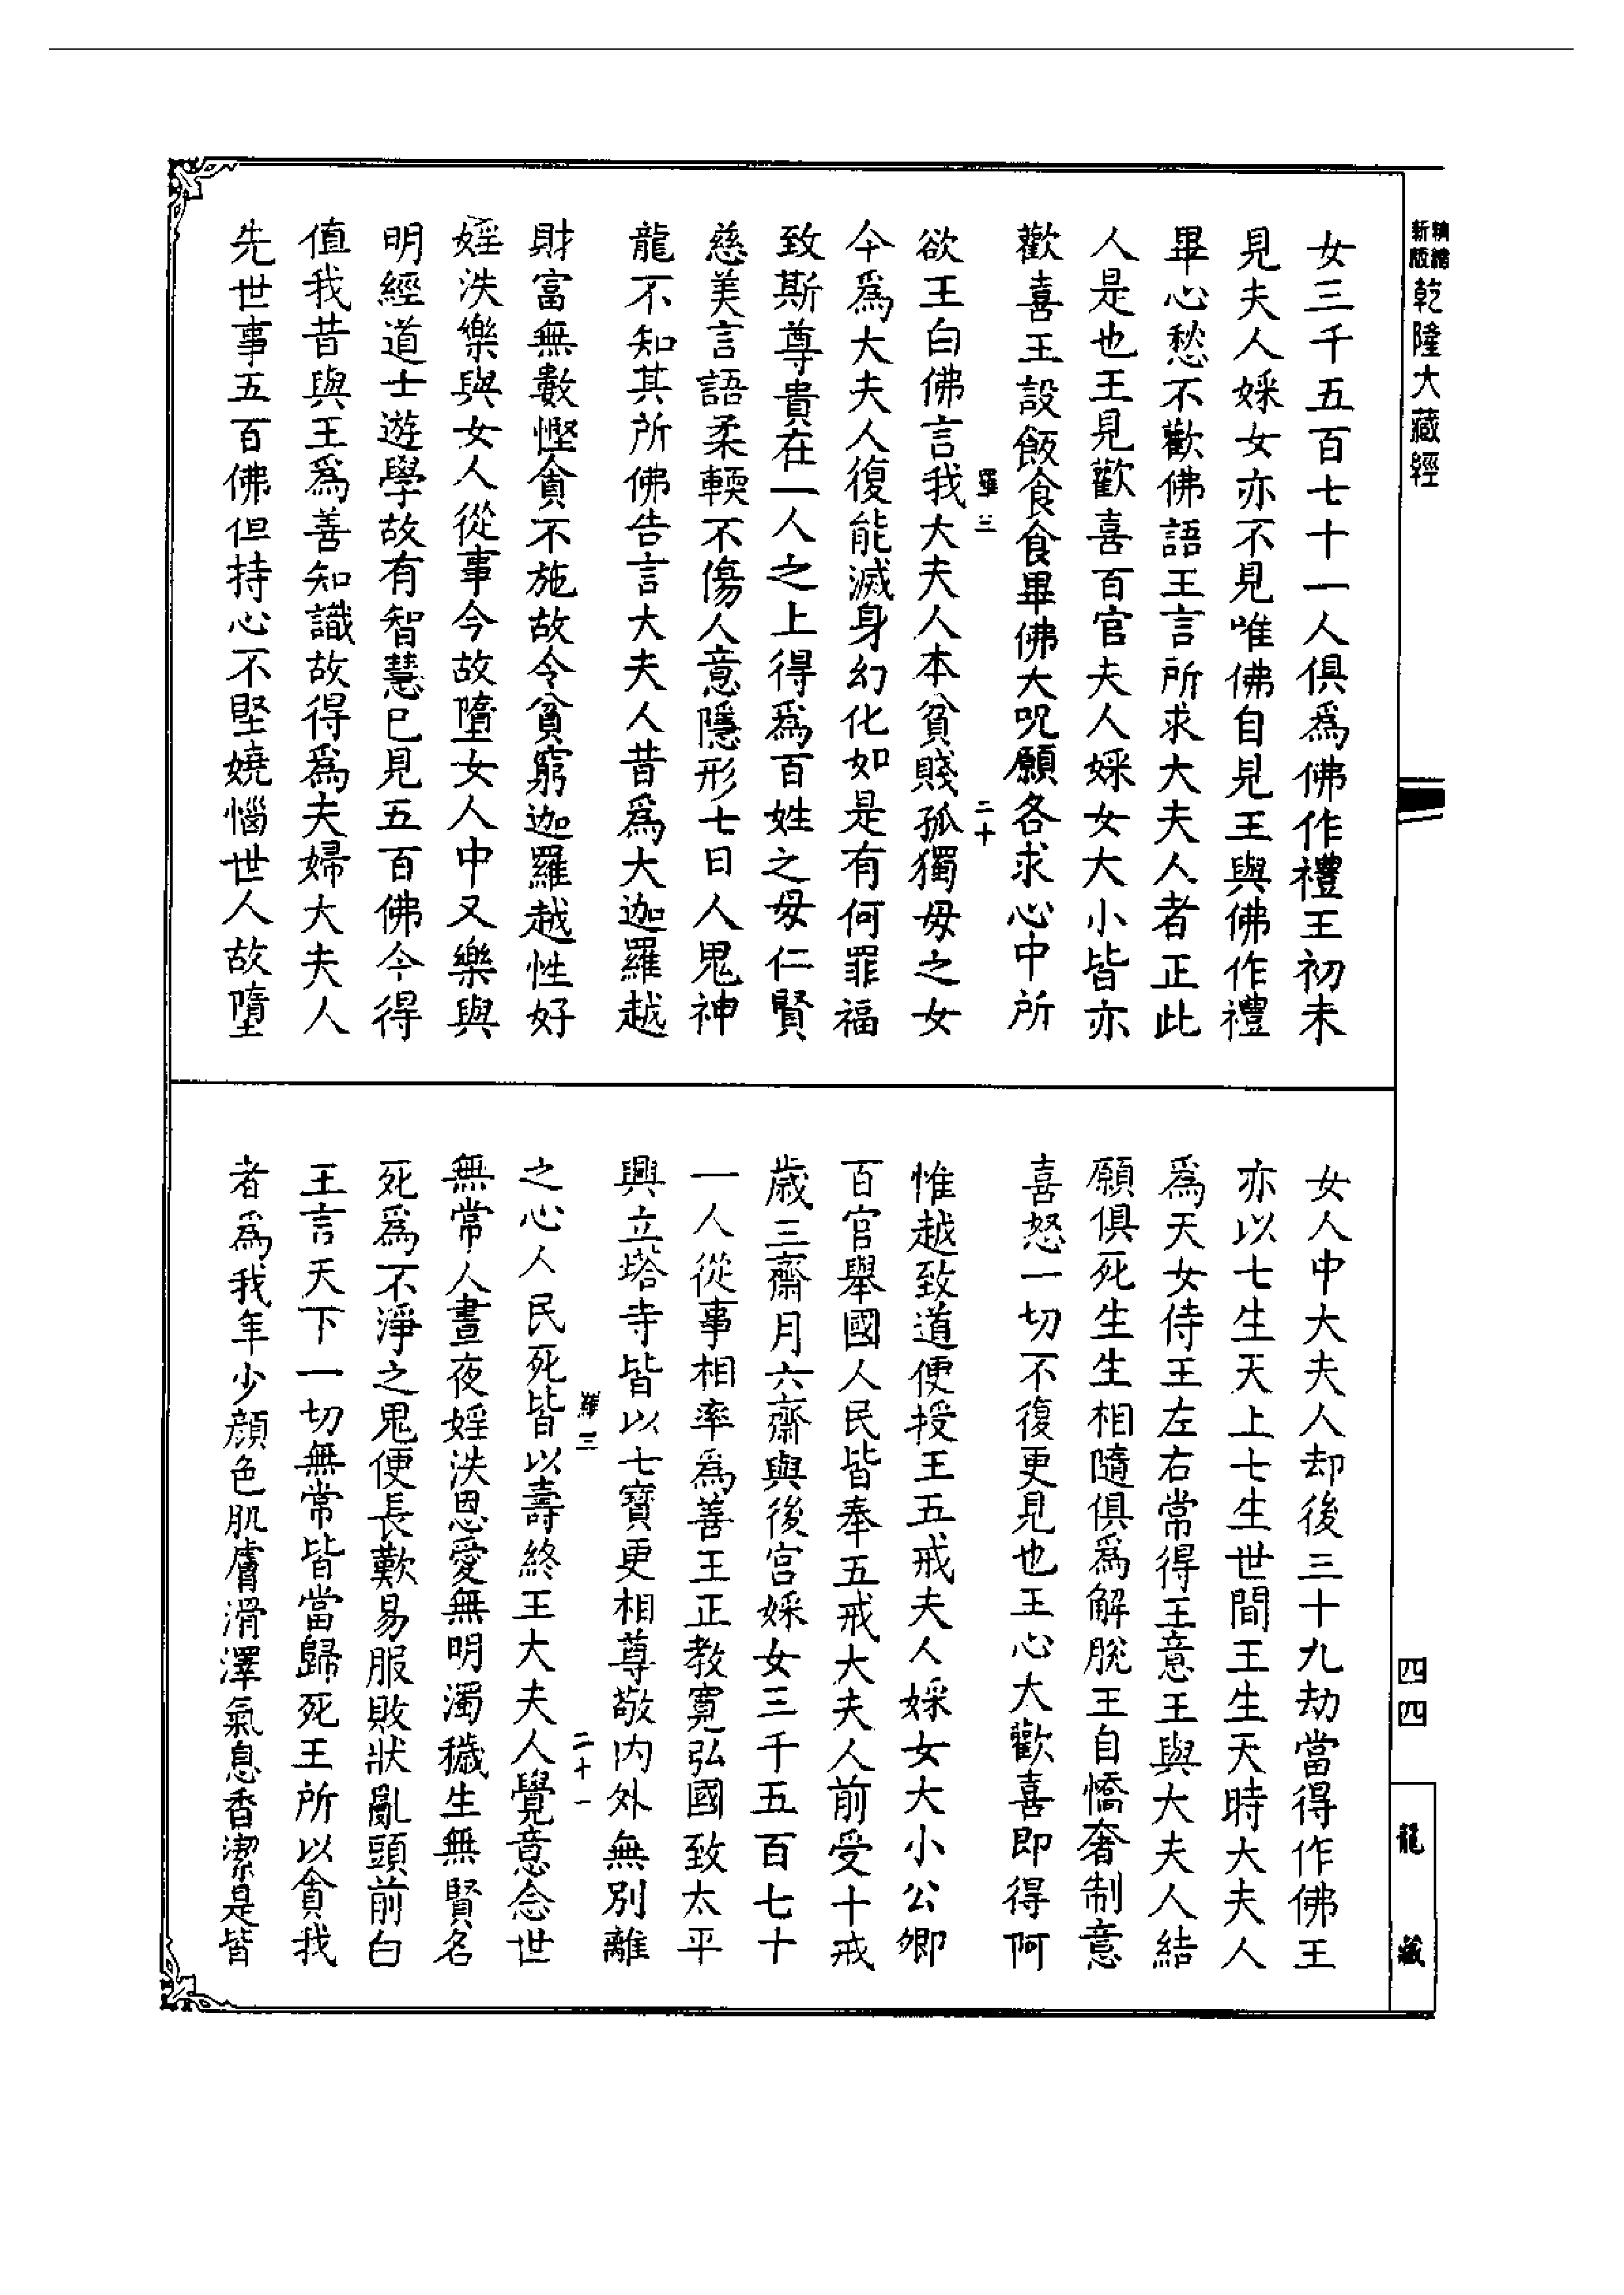 新版精縮
乾隆大藏經
女三千五百七十一人俱爲佛作禮王初未
見夫人婇女亦不見唯佛自見王與佛作禮
畢心愁不歡佛語王言所求大夫人者正此
人是也王見歡喜百官夫人婇女大小皆亦
歡喜王設飯食食畢佛大呪願各求心中所
羅三
二十
欲王白佛言我大夫人本貧賤孤獨母之女
今爲大夫人復能滅身幻化如是有何罪福
致斯尊貴在一人之上得爲百姓之母仁賢
慈美言語柔輭不傷人意隱形七日人鬼神
龍不知其所佛告言大夫人昔爲大迦羅越
財富無數慳貪不施故令貧窮迦羅越性好
婬泆樂與女人從事今故墮女人中又樂與
明經道士遊學故有智慧已見五百佛今得
值我昔與王爲善知識故得爲夫婦大夫人
先世事五百佛但持心不堅嬈惱世人故墮
女人中大夫人却後三十九劫當得作佛王
亦以七生天上七生世間王生天時大夫人
爲天女侍王左右常得王意王與大夫人結
願俱死生生相隨俱爲解脫王自憍奢制意
喜怒一切不復更見也王心大歡喜即得阿
惟越致道便授王五戒夫人婇女大小公卿
百官舉國人民皆奉五戒大夫人前受十戒
歲三齋月六齋與後宮婇女三千五百七十
一人從事相率爲善王正教寬弘國致太平
興立塔寺皆以七寶更相尊敬內外無別離
羅三
二十一
之心人民死皆以壽終王大夫人覺意念世
無常人晝夜婬泆恩愛無明濁穢生無賢名
死爲不淨之鬼便長歎易服敗狀亂頭前白
王言天下一切無常皆當歸死王所以貪我
者爲我年少顏色肌膚滑澤氣息香潔是皆
四四
龍藏